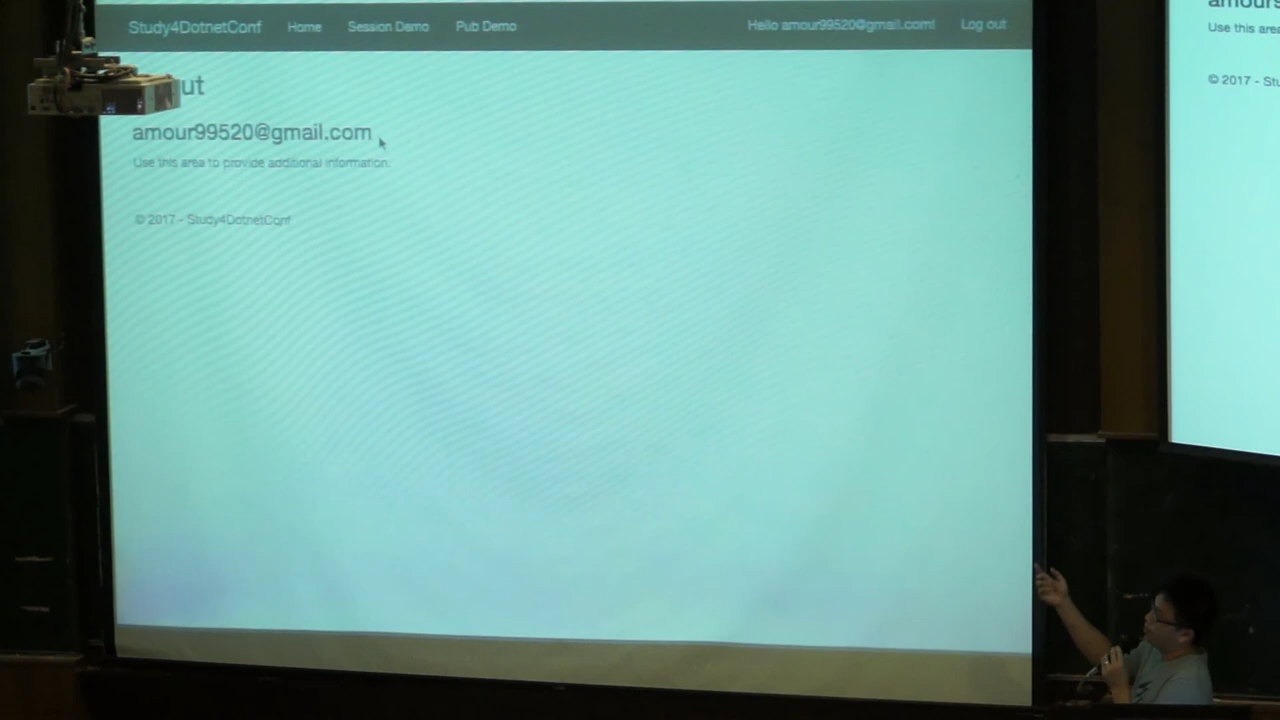 Study4DotnetConf Home Session Demo Pub Demo Hello amour99520@gmail.com! Log out
ut
amour99520@gmail.com
Use this area to provide additional information.
© 2017 - Study4DotnetConf
amours
Use this area
© 2017 - Stu